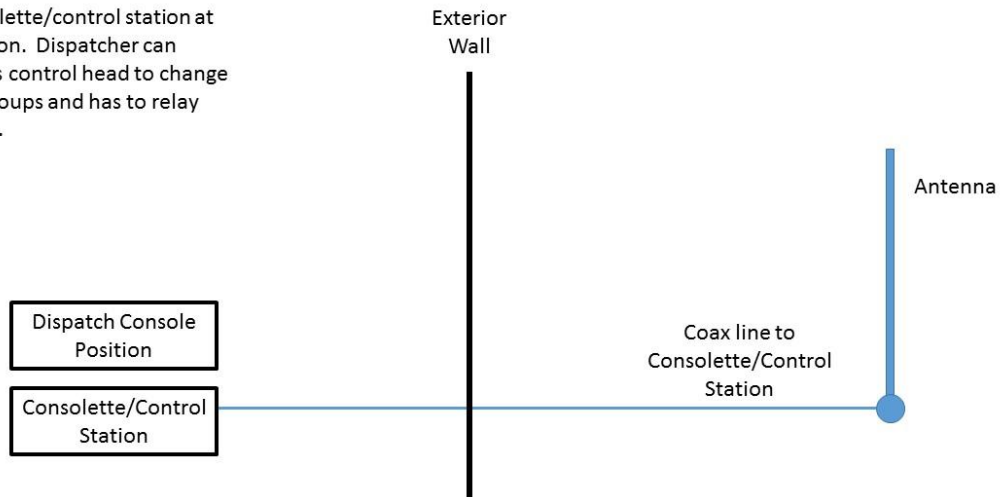 lette/control station at
on. Dispatcher can
s control head to change
oups and has to relay
.
Exterior
Wall
Antenna
Dispatch Console
Position
Coax line to
Consolette/Control
Station
Consolette/Control
Station